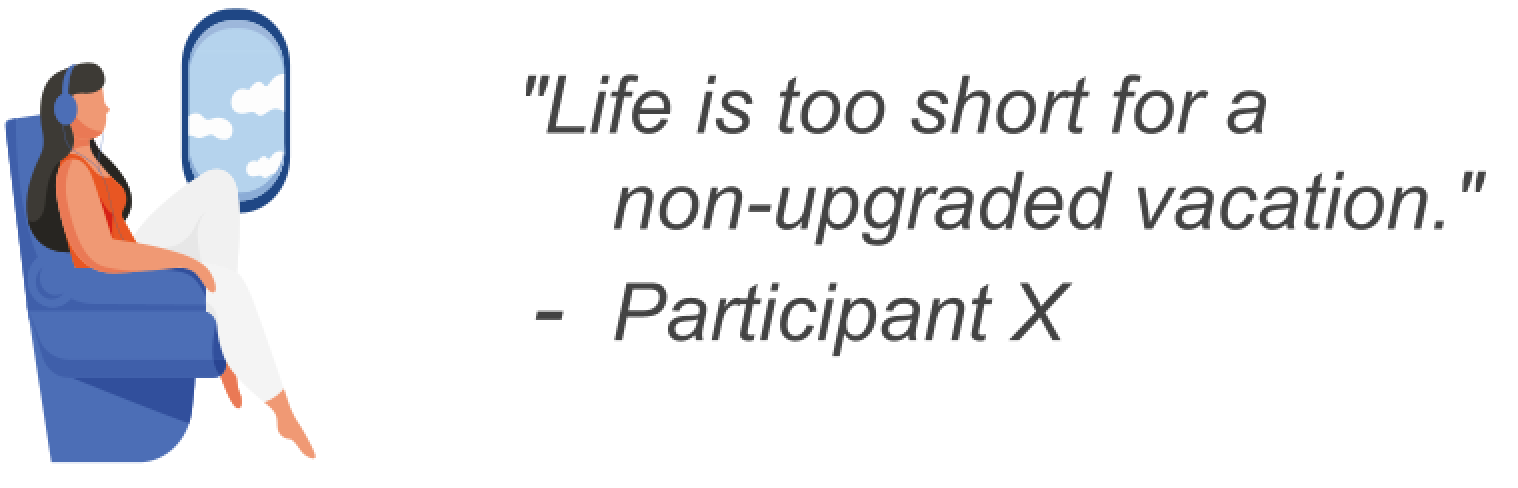 "Life is too short for a
non-upgraded vacation."
- Participant X